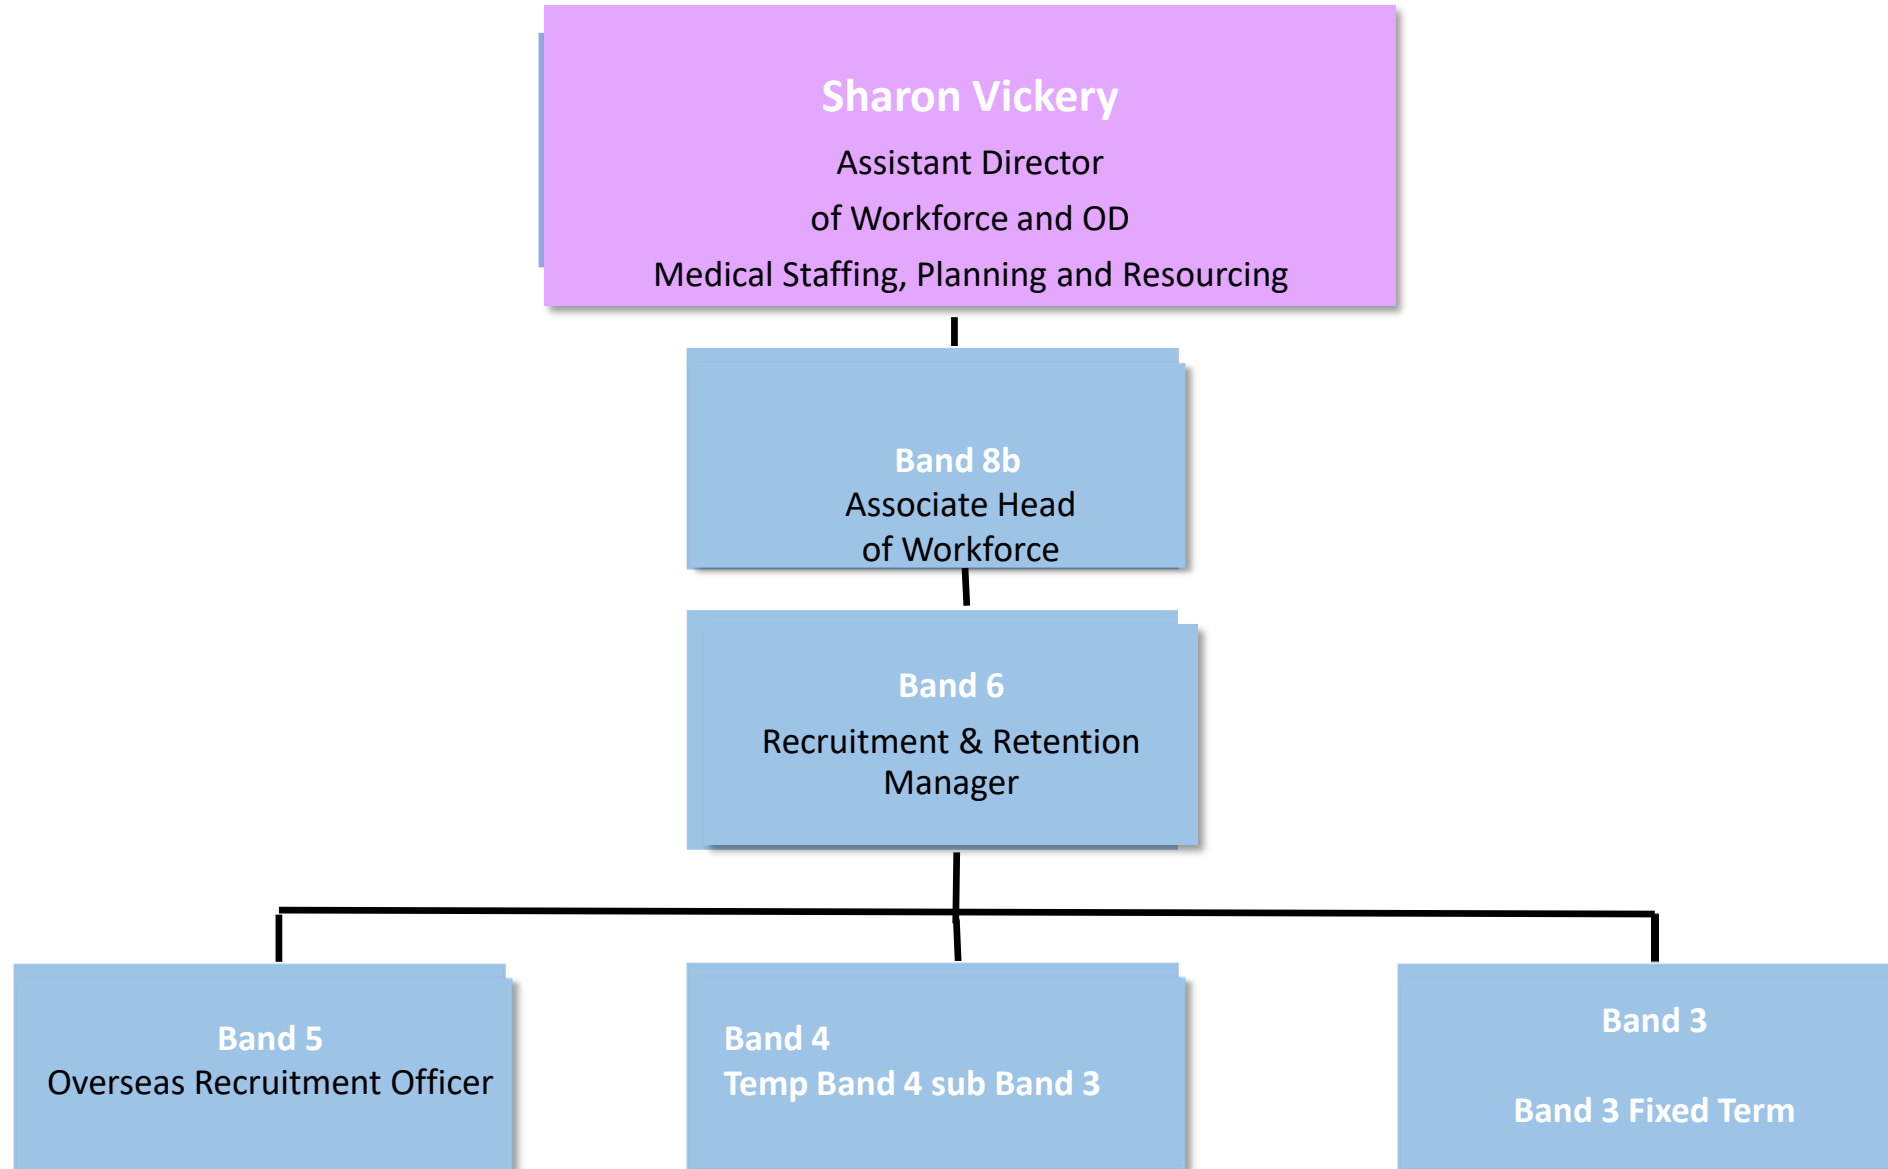 Sharon Vickery
Assistant Director
of Workforce and OD
Medical Staffing, Planning and Resourcing
Band 8b
Associate Head
of Workforce
Band 6
Recruitment & Retention
Manager
Band 5
Overseas Recruitment Officer
Band 4
Temp Band 4 sub Band 3
Band 3
Band 3 Fixed Term